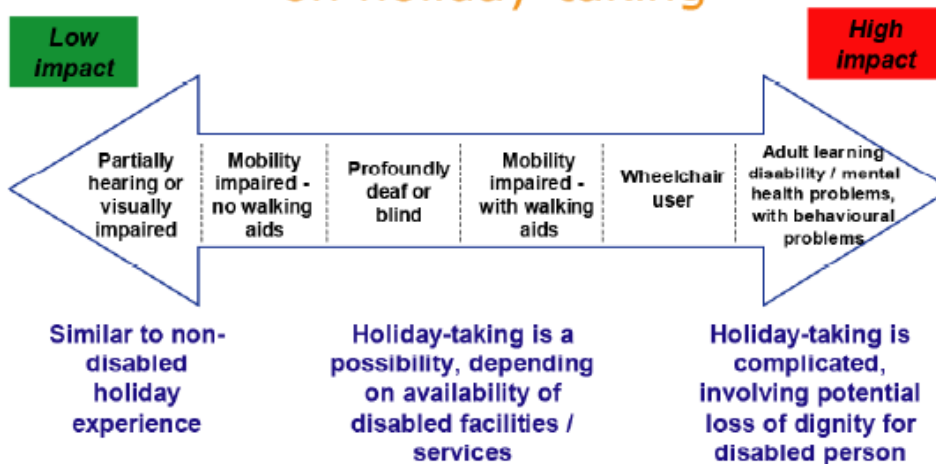 on holiday-taking
Low
impact
High
impact
Partially
hearing or
visually
impaired
Mobility
impaired -
no walking
aids
Profoundly
deaf or
blind
Mobility
impaired -
with walking
aids
Wheelchair
user
Adult learning
disability / mental
health problems,
with behavioural
problems
Similar to non-
disabled
holiday
experience
Holiday-taking is a
possibility, depending
on availability of
disabled facilities /
services
Holiday-taking is
complicated,
involving potential
loss of dignity for
disabled person